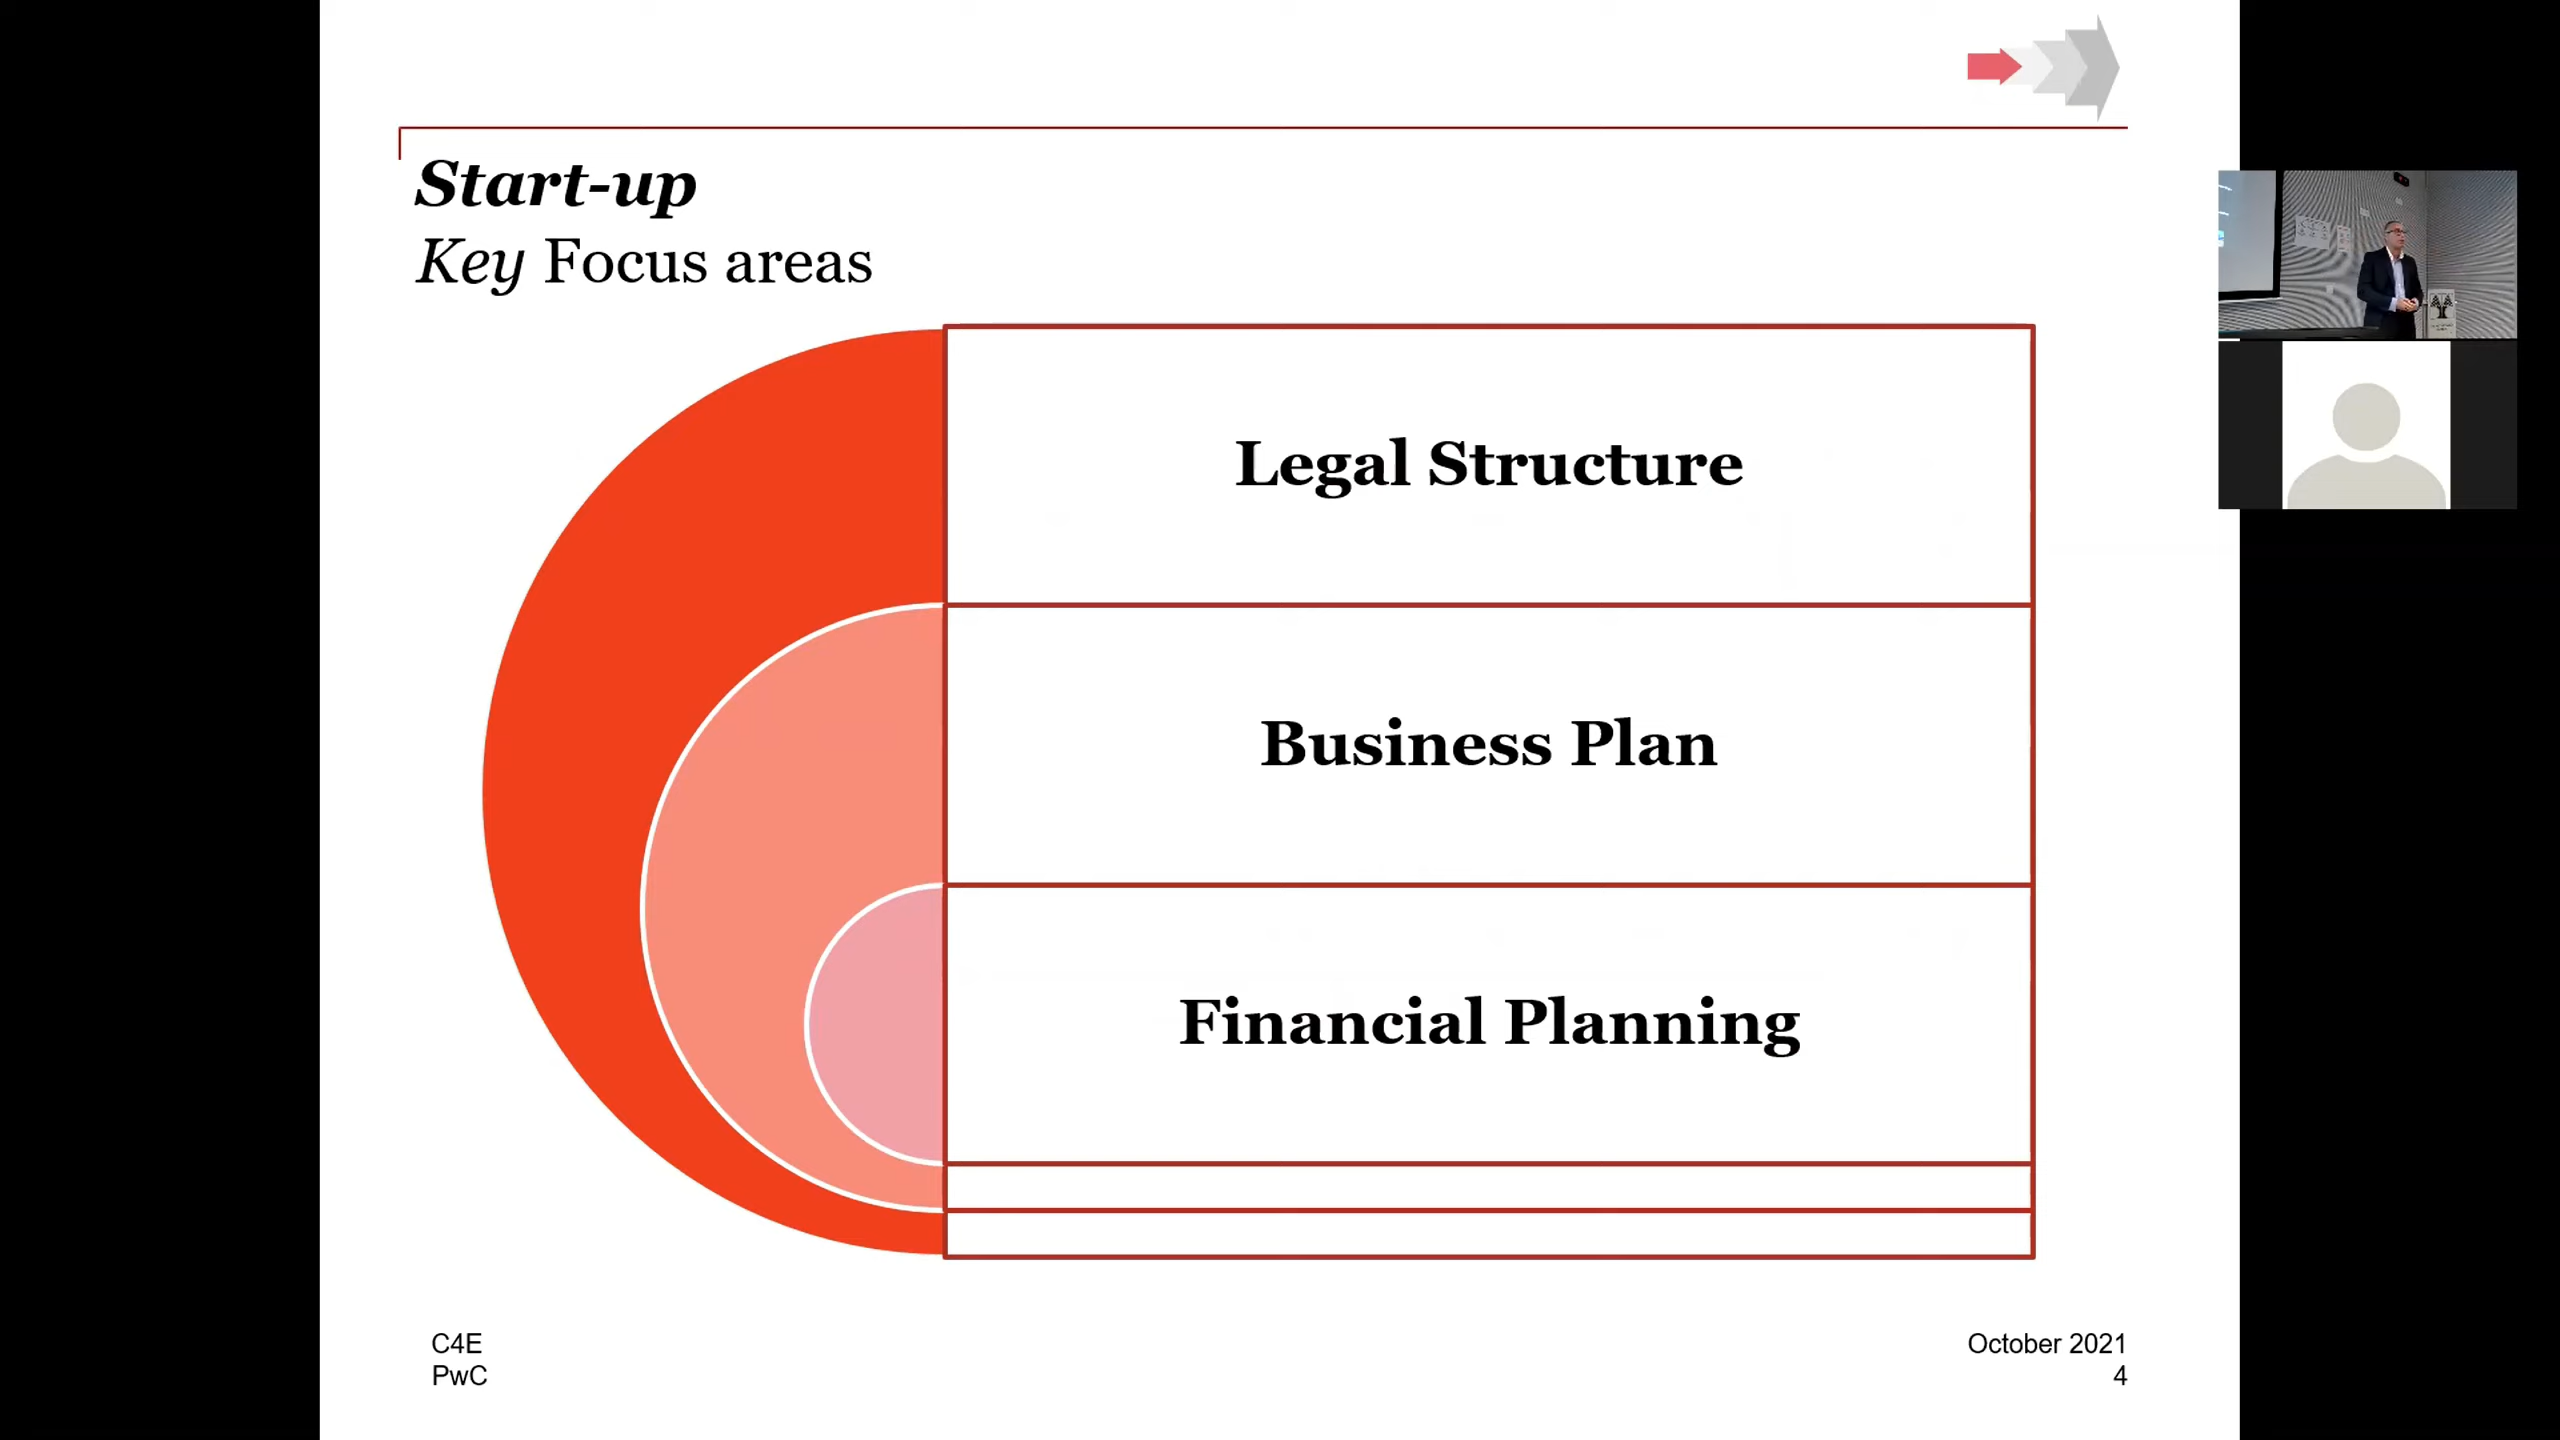 Start-up
Key Focus areas
Legal Structure
Business Plan
Financial Planning
C4E
PwC
October 2021
4